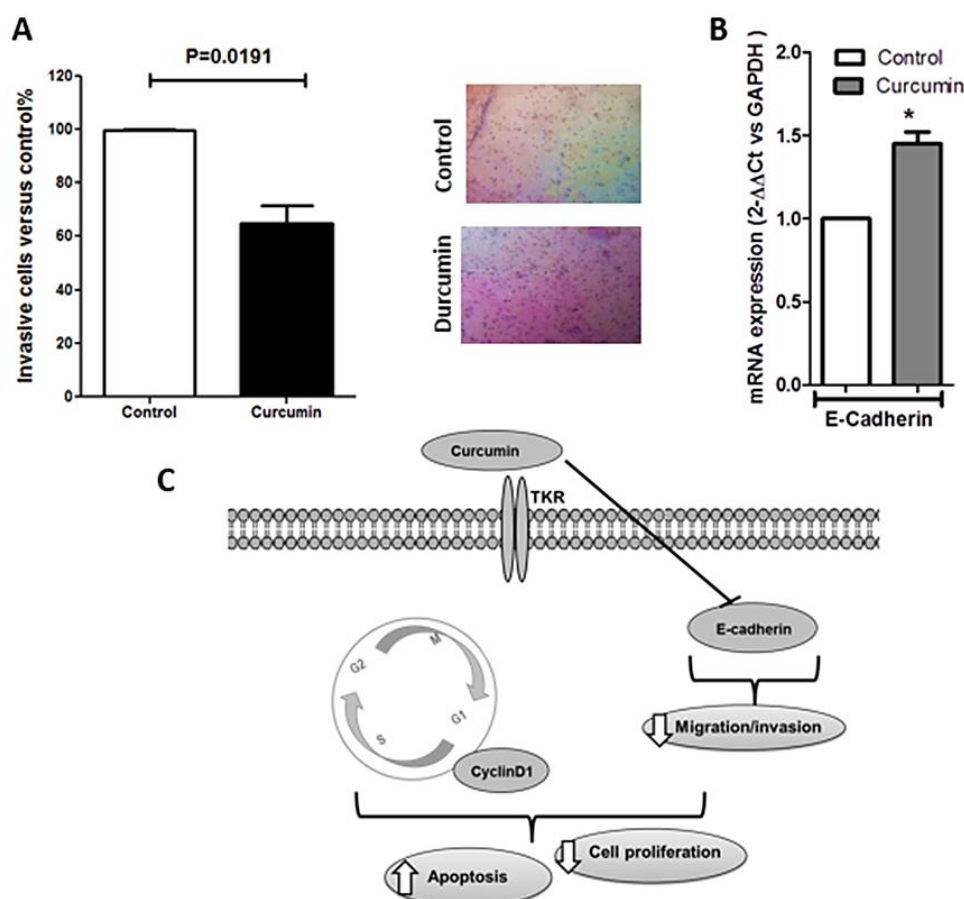 A
P=0.0191
Invasive cells versus control%
120
100
80
60
40
20
0
Control
Curcumin
Control
Durcumin
B
mRNA expression (2-ΔΔCt vs GAPDH )
2.0
1.5
1.0
0.5
0.0
Control
Curcumin
*
E-Cadherin
C
Curcumin
TKR
E-cadherin
Migration/invasion
G2
M
G1
S
CyclinD1
Apoptosis
Cell proliferation